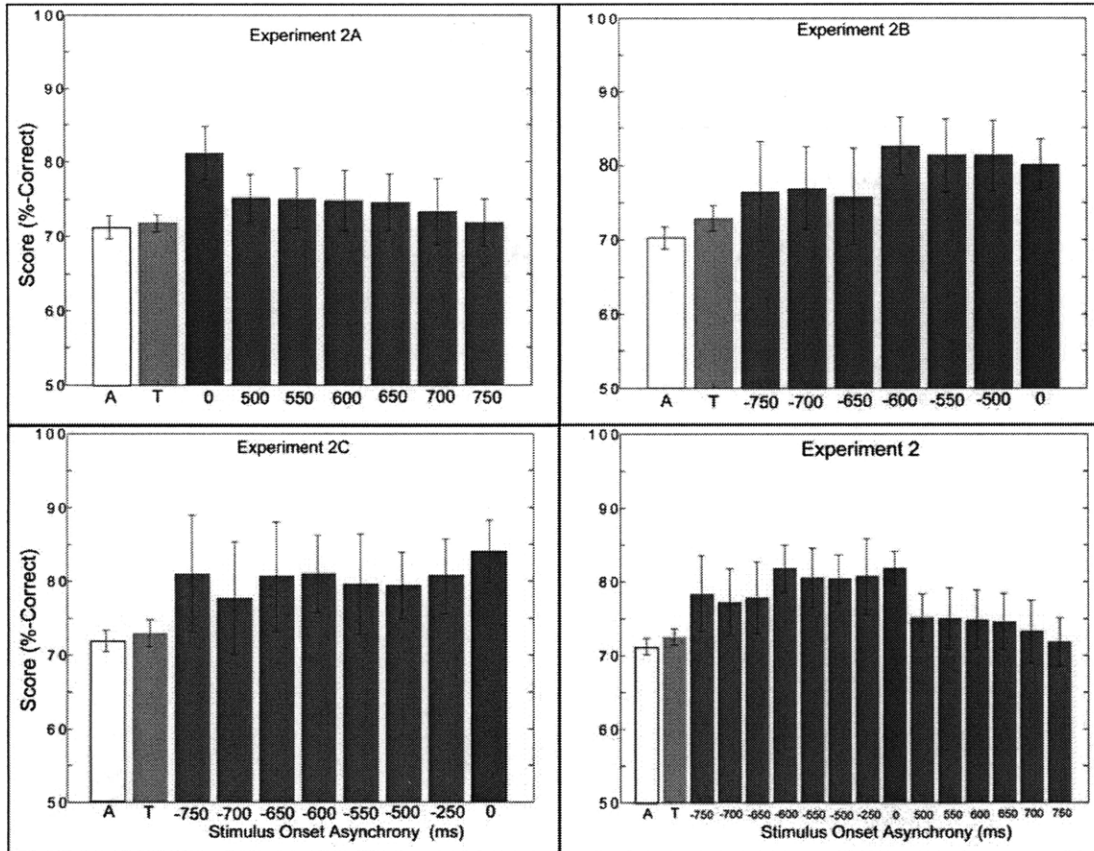 Experiment 2A
Score (%-Correct)
100
90
80
70
60
50
A T 0 500 550 600 650 700 750
Experiment 2B
100
90
80
70
60
50
A T -750 -700 -650 -600 -550 -500 0
Experiment 2C
Score (%-Correct)
100
90
80
70
60
50
A T -750 -700 -650 -600 -550 -500 -250 0
Stimulus Onset Asynchrony (ms)
Experiment 2
100
90
80
70
60
50
A T -750 -700 -650 -600 -550 -500 -250 0 500 550 600 650 700 750
Stimulus Onset Asynchrony (ms)